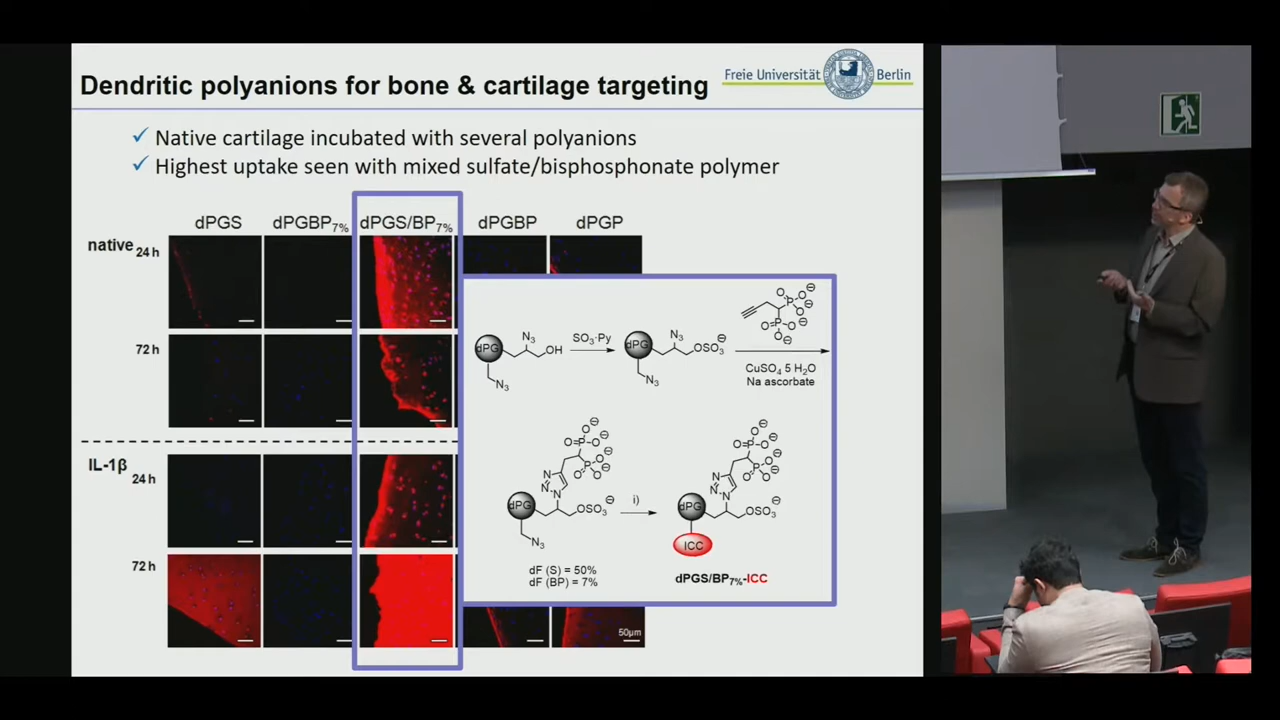 Dendritic polyanions for bone & cartilage targeting
Freie Universität Berlin
✓ Native cartilage incubated with several polyanions
✓ Highest uptake seen with mixed sulfate/bisphosphonate polymer
dPGS dPGBP7% dPGS/BP7% dPGBP dPGP
native 24 h
72 h
IL-1β
24 h
72 h
50µm
dPG N3 OH N3
SO3·Py
dPG N3 OSO3⊖ N3
O P O⊖ O⊖ P O O⊖ O⊖
CuSO4 5 H2O
Na ascorbate
O P O⊖ O⊖ P O O⊖ O⊖
N N N
dPG OSO3⊖
N3
i)
O P O⊖ O⊖ P O O⊖ O⊖
N N N
dPG OSO3⊖
ICC
dF (S) = 50%
dF (BP) = 7%
dPGS/BP7%-ICC